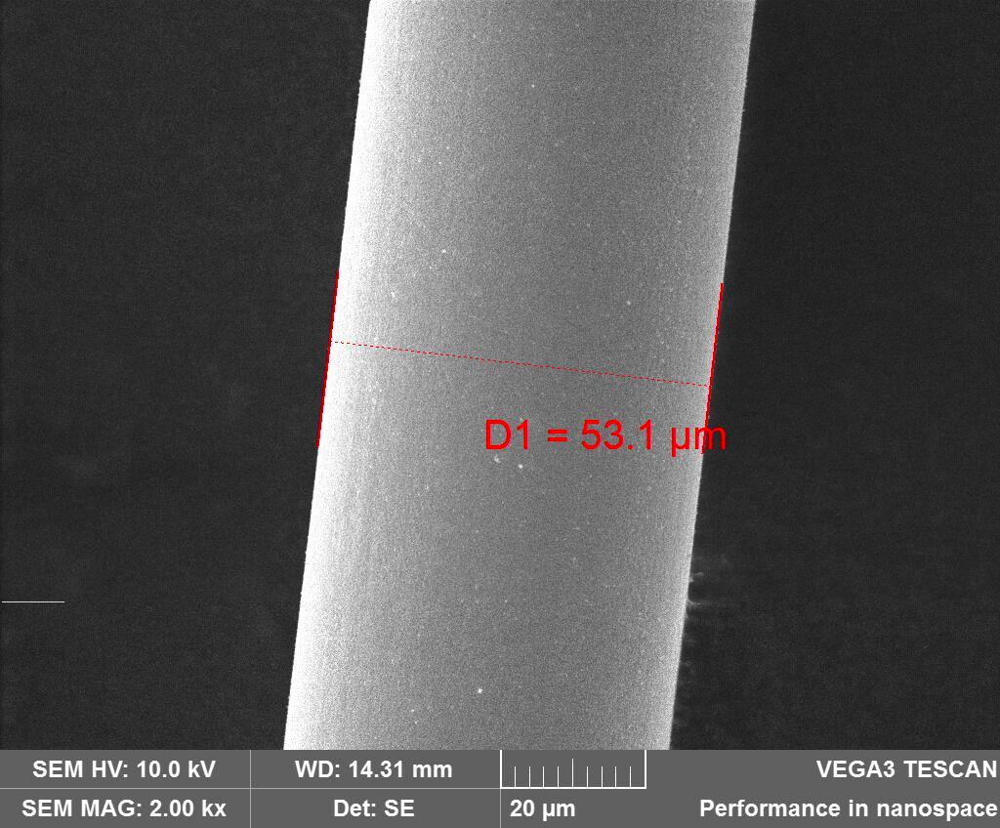 D1 = 53.1 µm
SEM HV: 10.0 kV
WD: 14.31 mm
VEGA3 TESCAN
SEM MAG: 2.00 kx
Det: SE
20 µm
Performance in nanospace